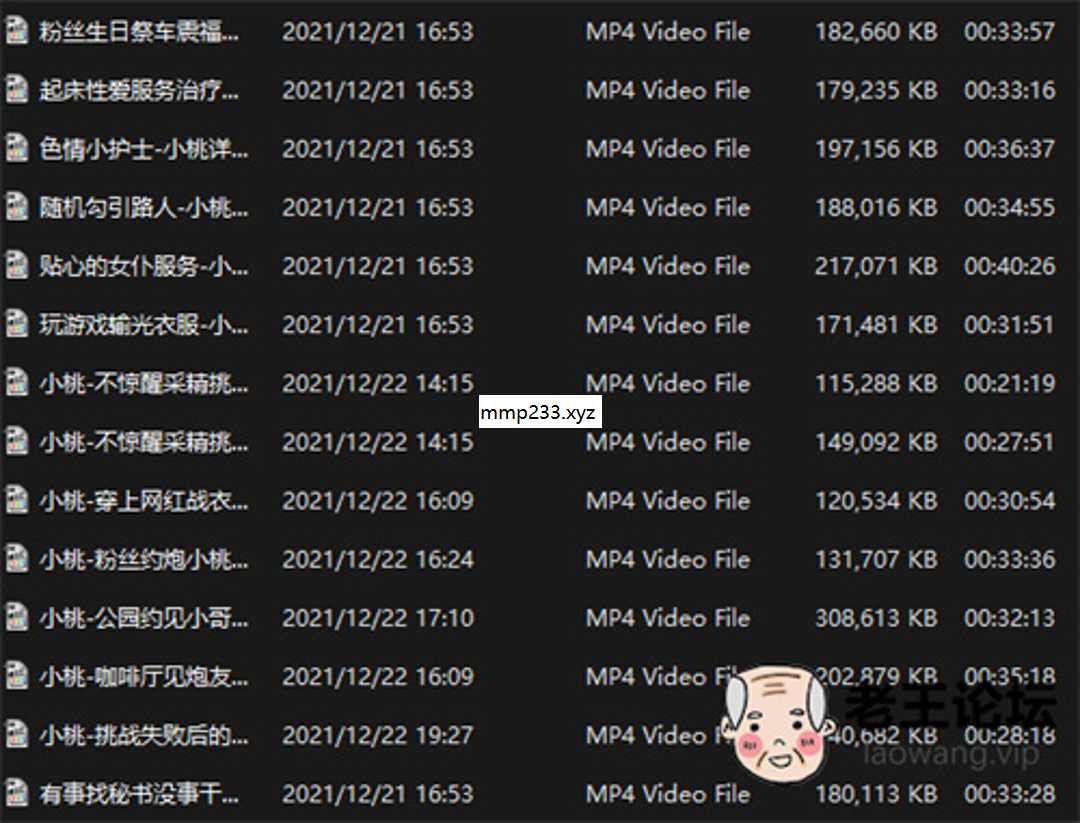 粉丝生日祭车震福... 2021/12/21 16:53 MP4 Video File 182,660 KB 00:33:57
起床性爱服务治疗... 2021/12/21 16:53 MP4 Video File 179,235 KB 00:33:16
色情小护士-小桃详... 2021/12/21 16:53 MP4 Video File 197,156 KB 00:36:37
随机勾引路人-小桃... 2021/12/21 16:53 MP4 Video File 188,016 KB 00:34:55
贴心的女仆服务-小... 2021/12/21 16:53 MP4 Video File 217,071 KB 00:40:26
玩游戏输光衣服-小... 2021/12/21 16:53 MP4 Video File 171,481 KB 00:31:51
小桃-不惊醒采精挑... 2021/12/22 14:15 MP4 Video File 115,288 KB 00:21:19
mmp233.xyz
小桃-不惊醒采精挑... 2021/12/22 14:15 MP4 Video File 149,092 KB 00:27:51
小桃-穿上网红战衣... 2021/12/22 16:09 MP4 Video File 120,534 KB 00:30:54
小桃-粉丝约炮小桃... 2021/12/22 16:24 MP4 Video File 131,707 KB 00:33:36
小桃-公园约见小哥... 2021/12/22 17:10 MP4 Video File 308,613 KB 00:32:13
小桃-咖啡厅见炮友... 2021/12/22 16:09 MP4 Video 202,879 KB 00:35:18
老王论坛
小桃-挑战失败后的... 2021/12/22 19:27 MP4 Video 40,682 KB 00:28:18
laowang.vip
有事找秘书没事干... 2021/12/21 16:53 MP4 Video File 180,113 KB 00:33:28